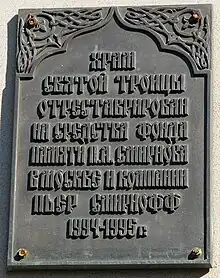 ХРАМ
СВЯТОЙ ТРОИЦЫ
ОТРЕСТАВРИРОВАН
НА СРЕДСТВА ФОНДА
ПАМЯТИ П.А. СМИРНОВА
В МОСКВЕ И КОМПАНИИ
ПЬЕР СМИРНОФФ
1994-1995 г.